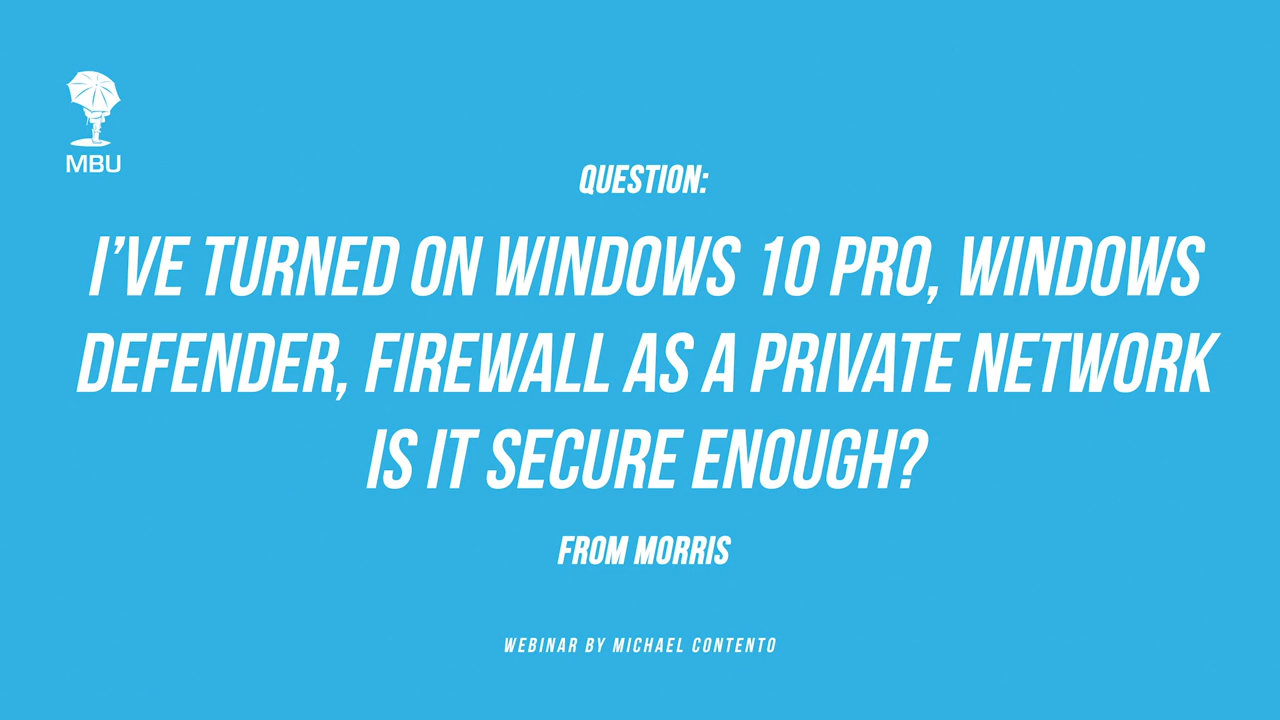 MBU
QUESTION:
I'VE TURNED ON WINDOWS 10 PRO, WINDOWS
DEFENDER, FIREWALL AS A PRIVATE NETWORK
IS IT SECURE ENOUGH?
FROM MORRIS
WEBINAR BY MICHAEL CONTENTO